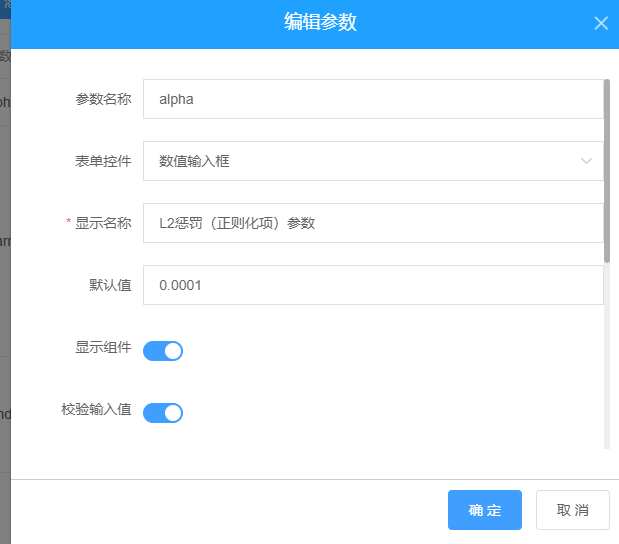 编辑参数
参数名称 alpha
表单控件 数值输入框
* 显示名称 L2惩罚（正则化项）参数
默认值 0.0001
显示组件
校验输入值
确 定 取 消